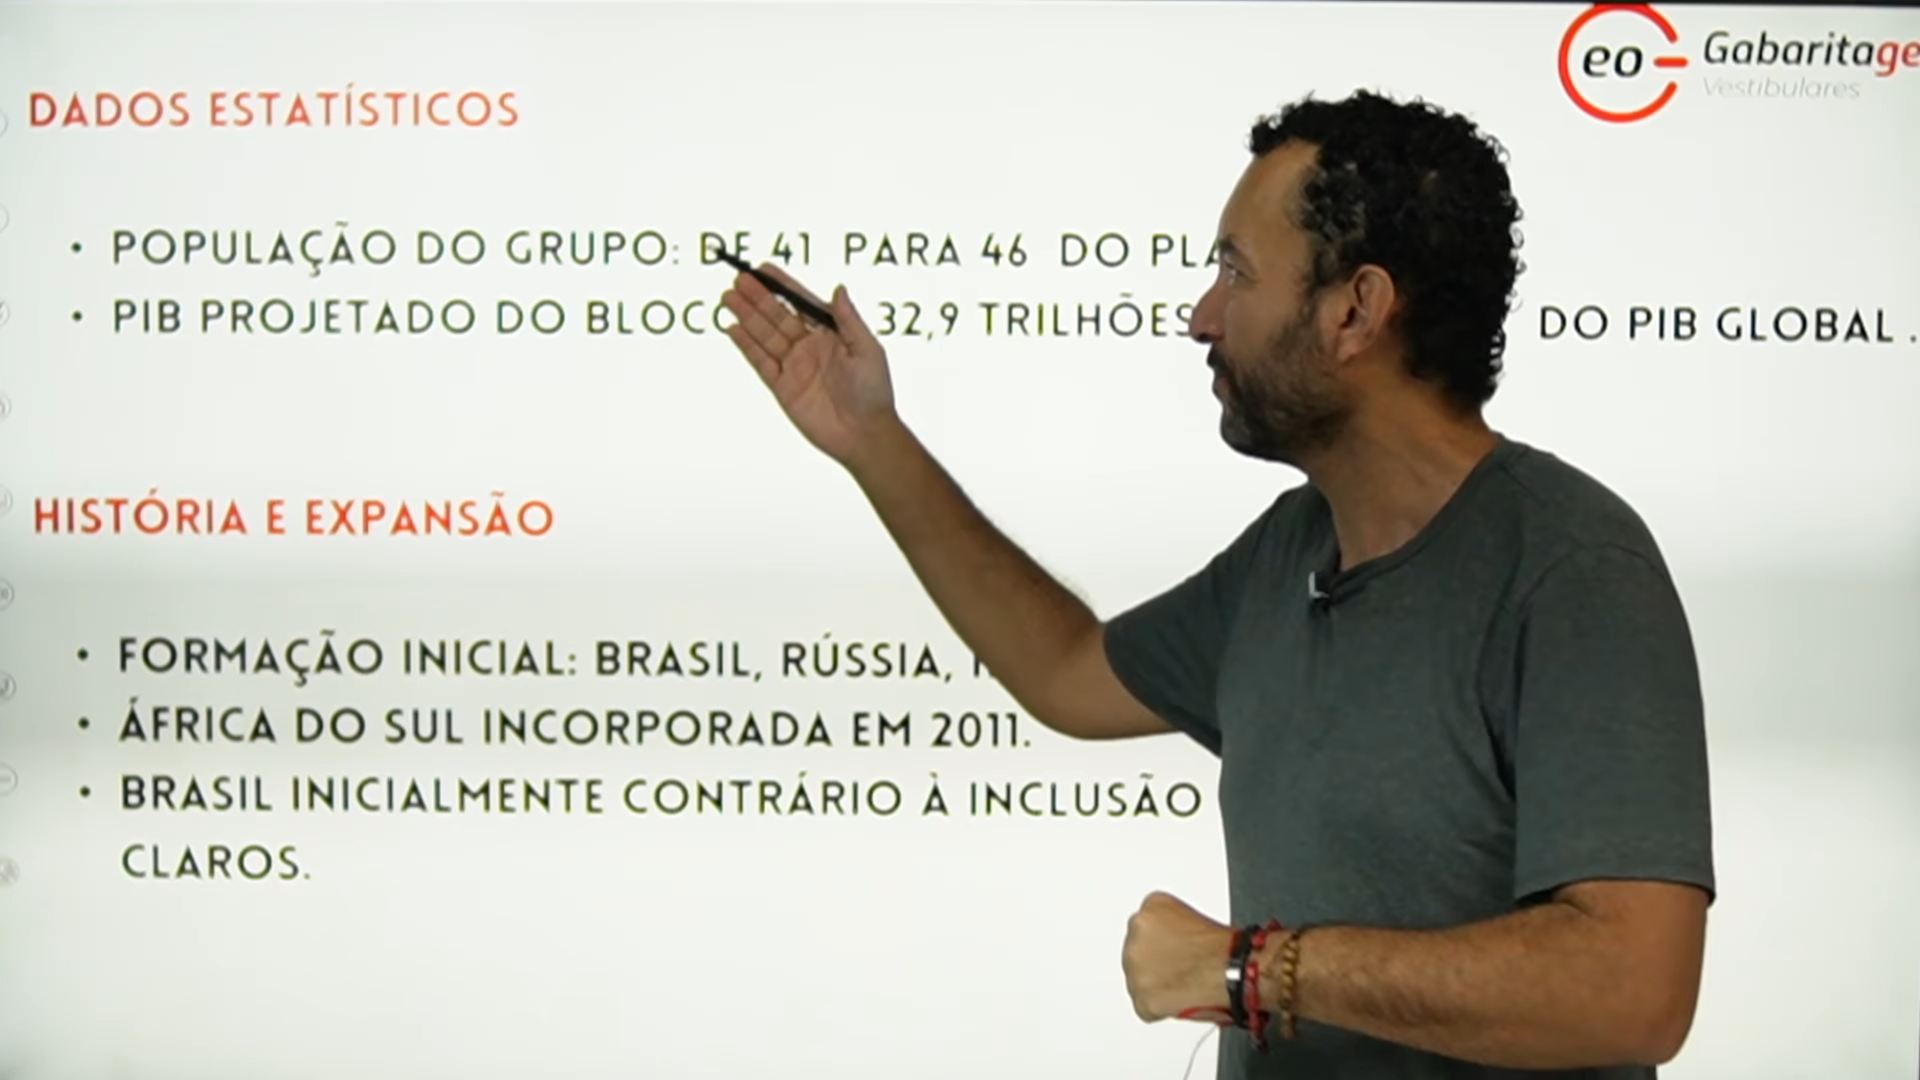 eo Gabaritage
Vestibulares
DADOS ESTATÍSTICOS
• POPULAÇÃO DO GRUPO: DE 41 PARA 46 DO
• PIB PROJETADO DO 32,9 TRILHÕES DO PIB GLOBAL.
HISTÓRIA E EXPANSÃO
• FORMAÇÃO INICIAL: BRASIL, RÚSSIA,
• ÁFRICA DO SUL INCORPORADA EM 2011.
• BRASIL INICIALMENTE CONTRÁRIO À INCLUSÃO
CLAROS.